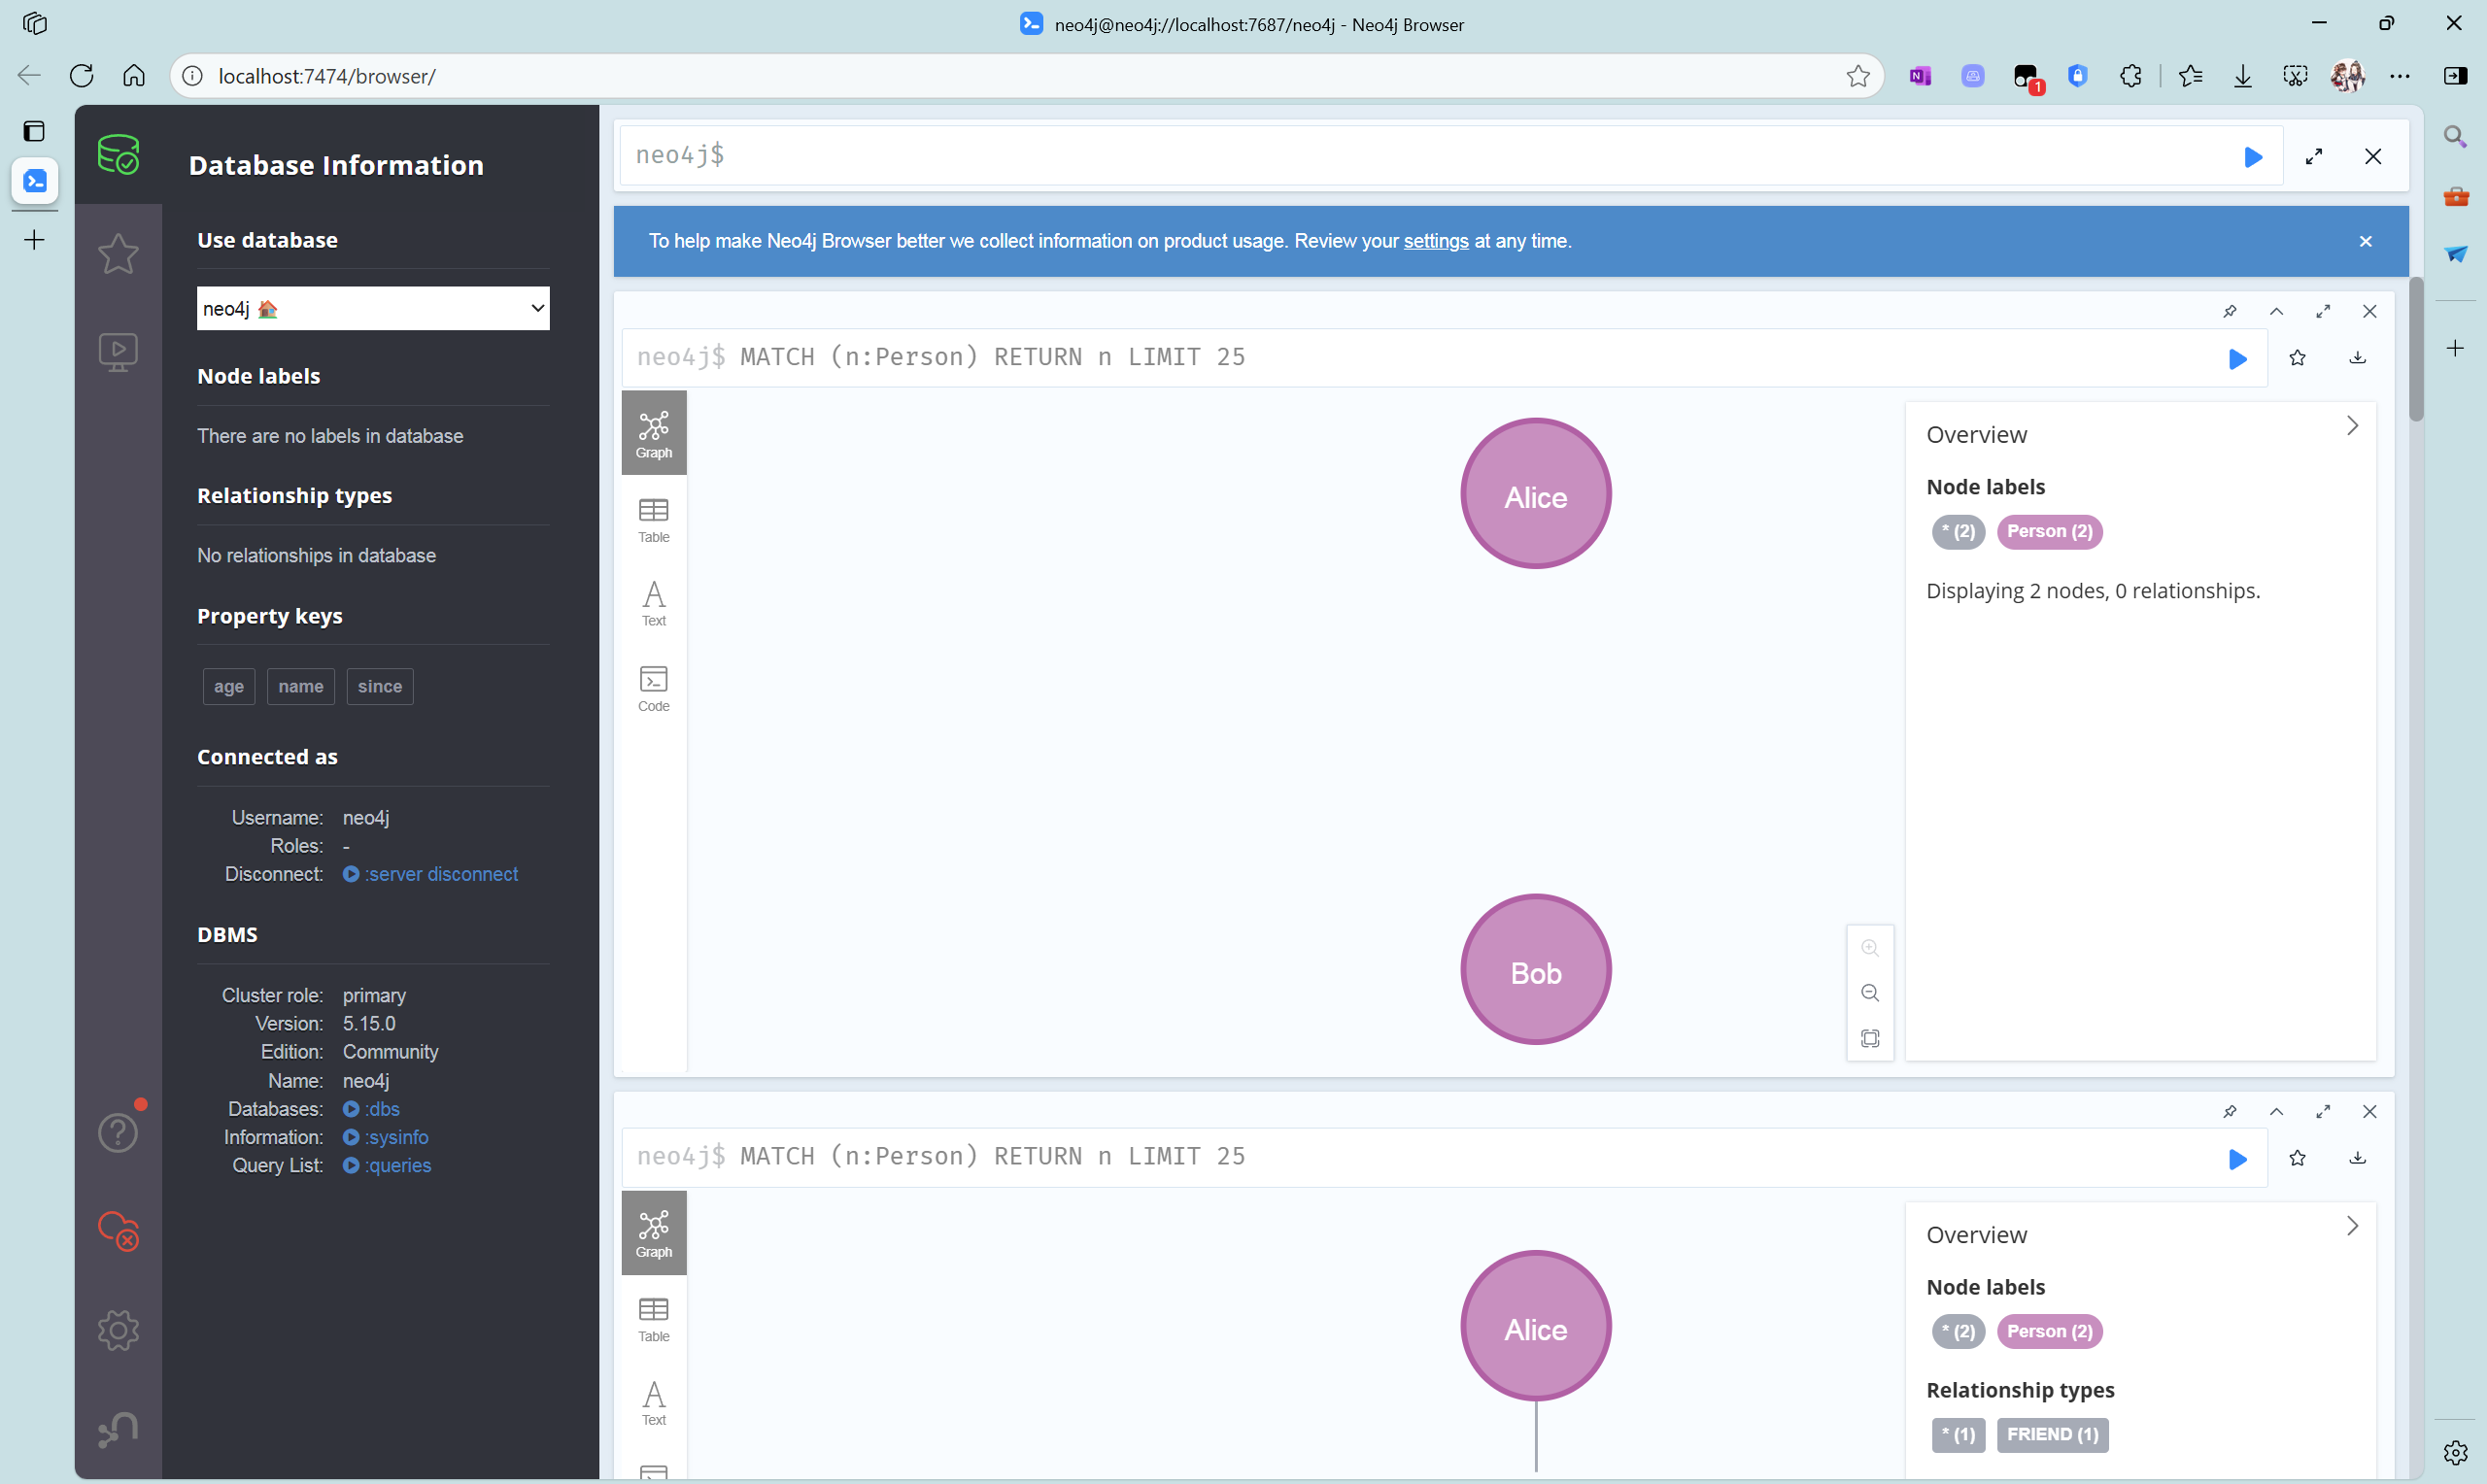 neo4j@neo4j://localhost:7687/neo4j - Neo4j Browser
localhost:7474/browser/
1
Database Information
Use database
neo4j
Node labels
There are no labels in database
Relationship types
No relationships in database
Property keys
age name since
Connected as
Username: neo4j
Roles: -
Disconnect: :server disconnect
DBMS
Cluster role: primary
Version: 5.15.0
Edition: Community
Name: neo4j
Databases: :dbs
Information: :sysinfo
Query List: :queries
neo4j$
To help make Neo4j Browser better we collect information on product usage. Review your settings at any time.
neo4j$ MATCH (n:Person) RETURN n LIMIT 25
Graph
Table
Text
Code
Alice
Bob
Overview
Node labels
* (2) Person (2)
Displaying 2 nodes, 0 relationships.
neo4j$ MATCH (n:Person) RETURN n LIMIT 25
Graph
Table
Text
Alice
Overview
Node labels
* (2) Person (2)
Relationship types
* (1) FRIEND (1)